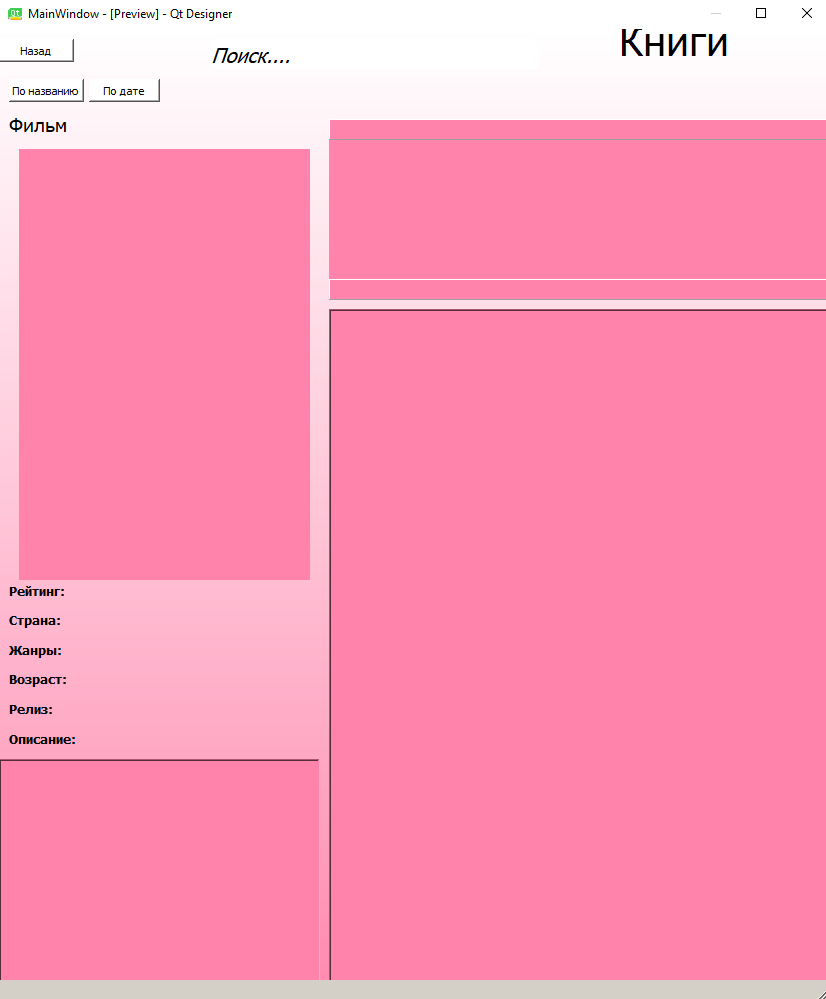 MainWindow - [Preview] - Qt Designer
Назад
Поиск....
Книги
По названию
По дате
Фильм
Рейтинг:
Страна:
Жанры:
Возраст:
Релиз:
Описание: